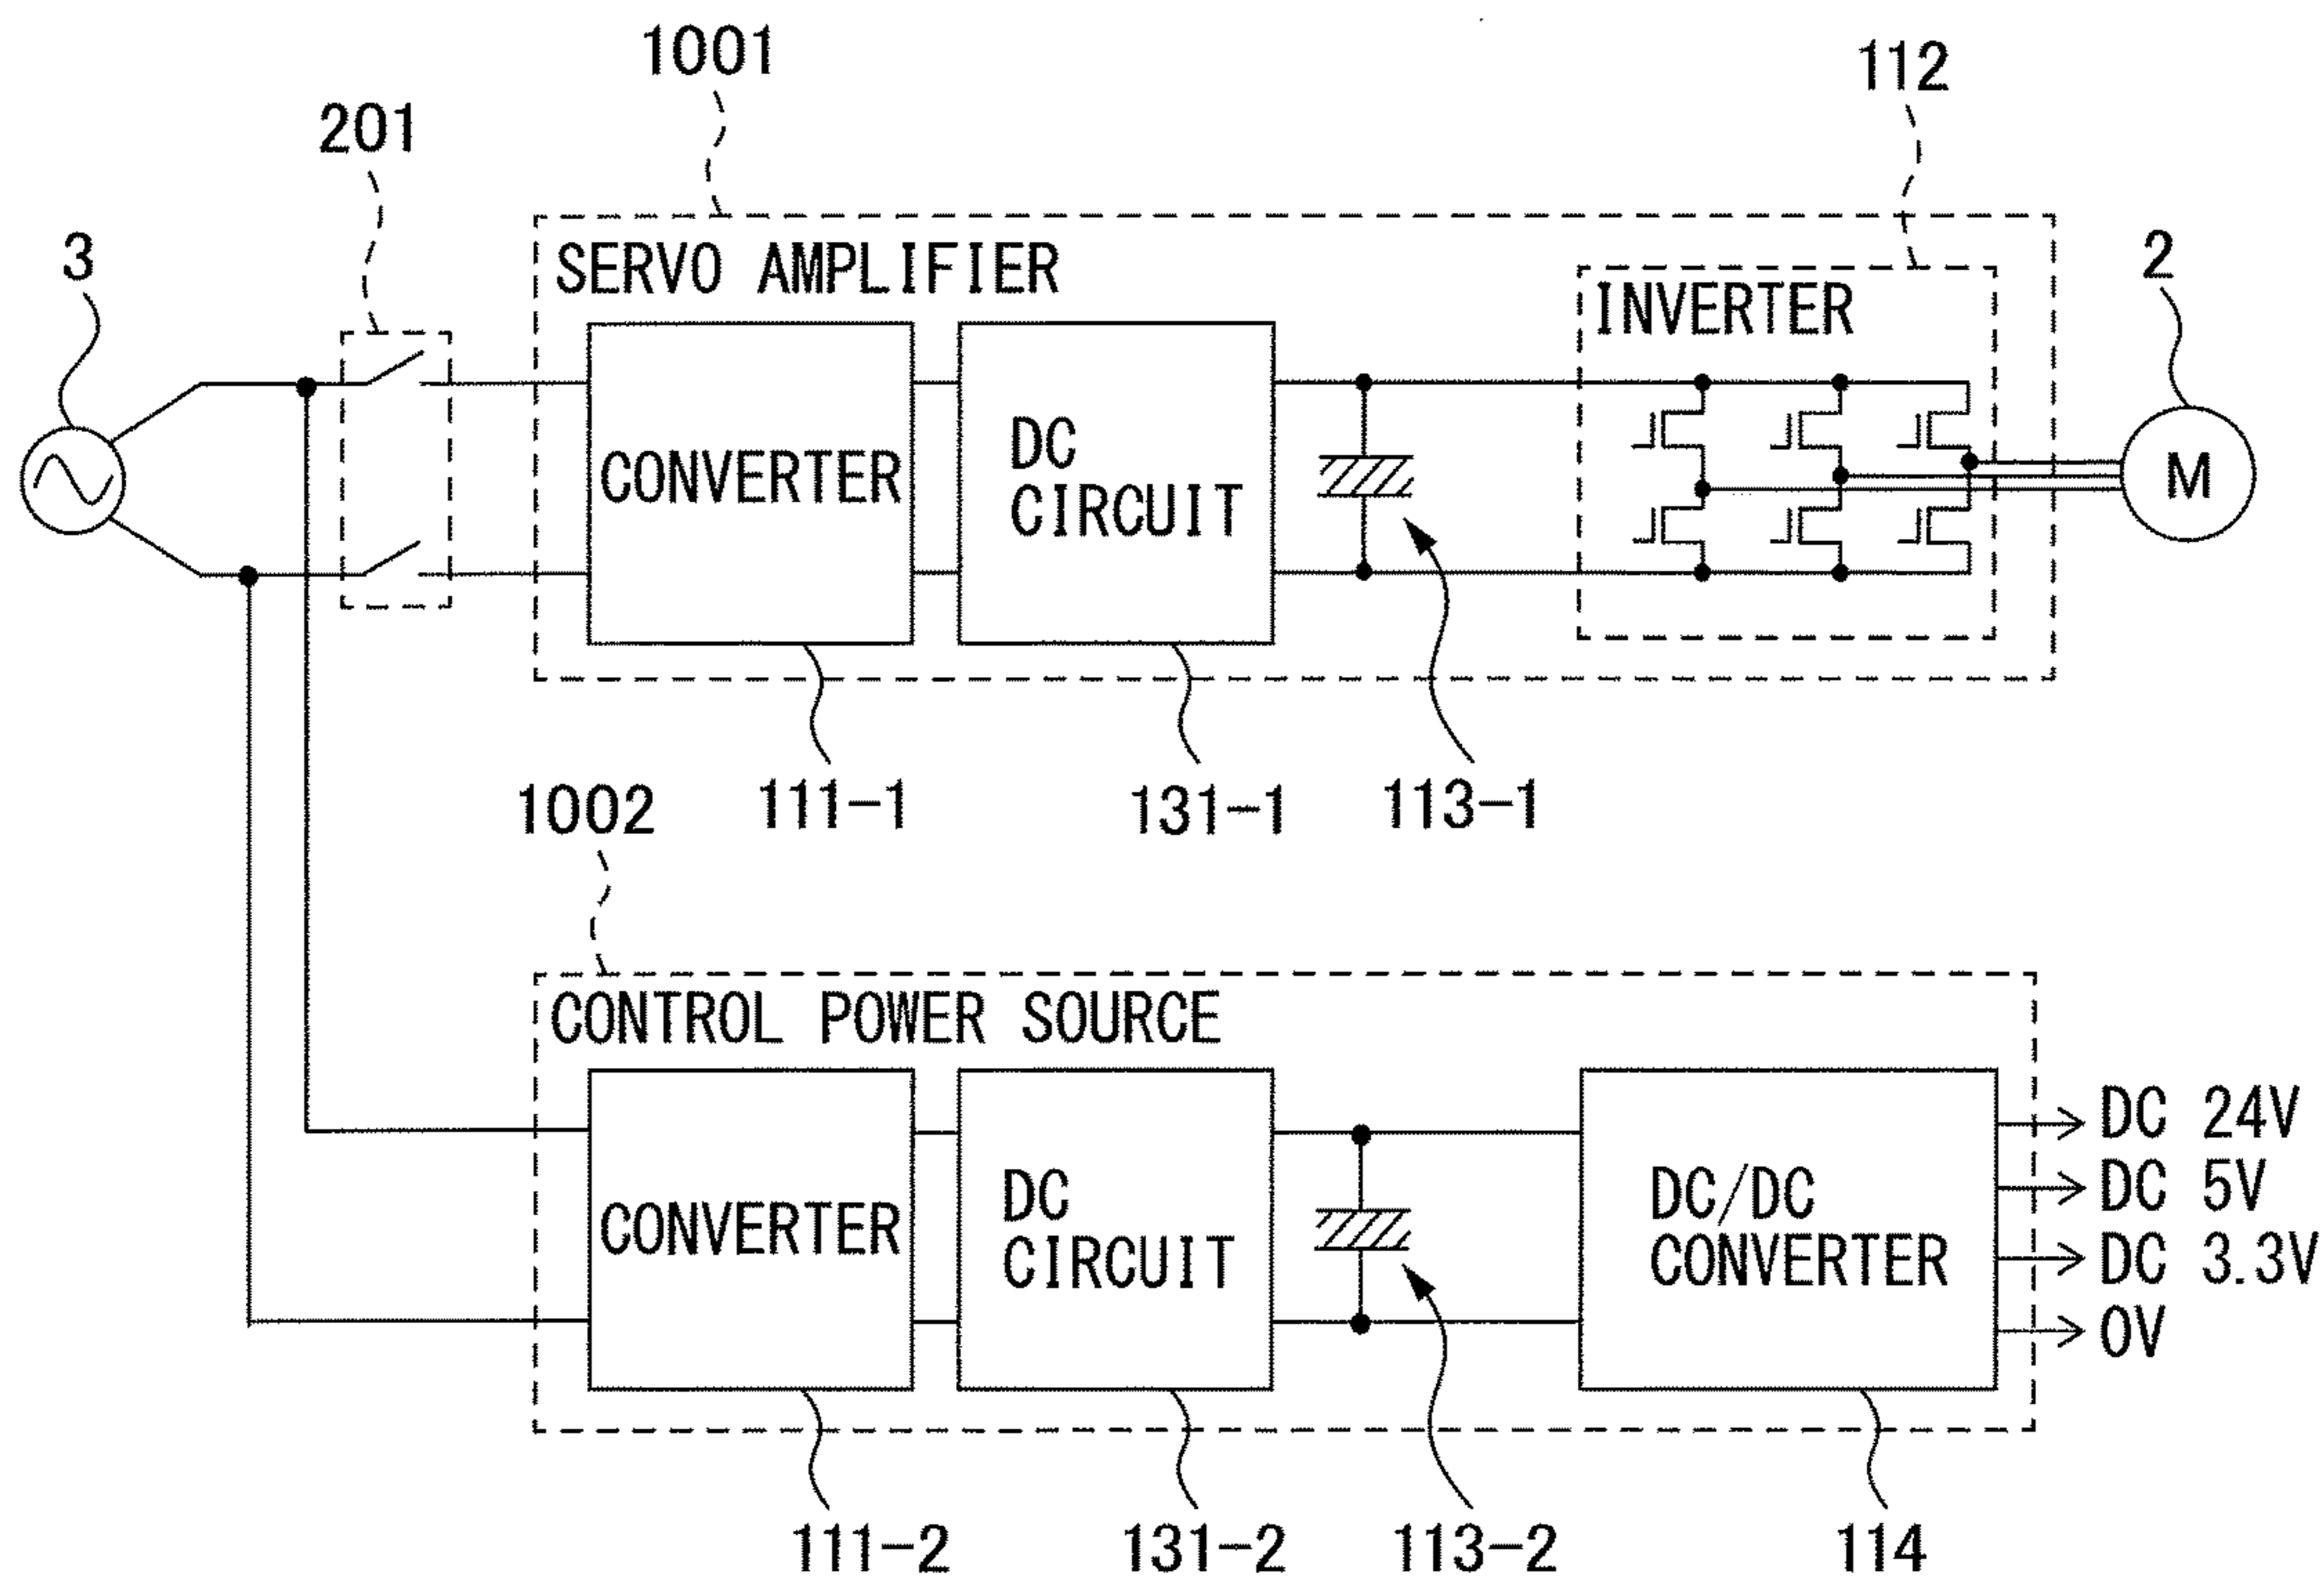 1001
112
201
3
SERVO AMPLIFIER
2
INVERTER
CONVERTER
DC
CIRCUIT
M
111-1
131-1
113-1
1002
CONTROL POWER SOURCE
CONVERTER
DC
CIRCUIT
DC/DC
CONVERTER
DC 24V
DC 5V
DC 3.3V
0V
111-2
131-2
113-2
114